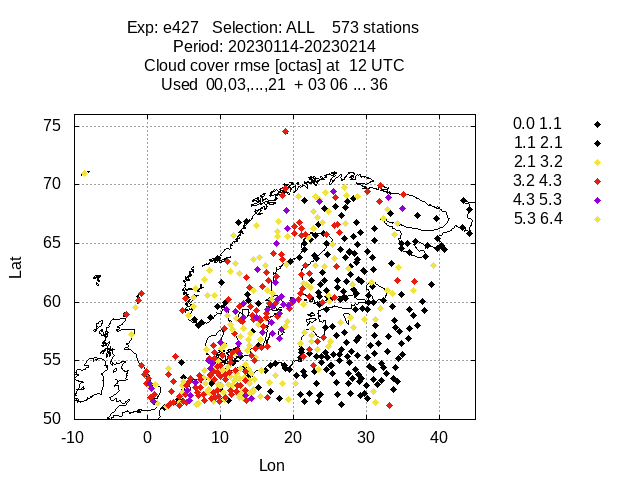 Exp: e427 Selection: ALL 573 stations
Period: 20230114-20230214
Cloud cover rmse [octas] at 12 UTC
Used 00,03,...,21 + 03 06 ... 36
75
70
65
60
55
50
-10 0 10 20 30 40
Lat
Lon
0.0 1.1
1.1 2.1
2.1 3.2
3.2 4.3
4.3 5.3
5.3 6.4